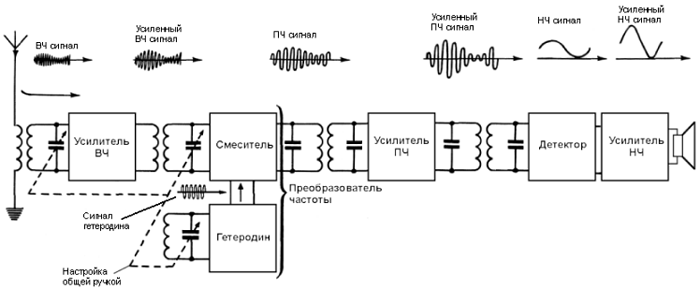 ВЧ сигнал
Усиленный
ВЧ сигнал
ПЧ сигнал
Усиленный
ПЧ сигнал
НЧ сигнал
Усиленный
НЧ сигнал
Усилитель
ВЧ
Смеситель
Усилитель
ПЧ
Детектор
Усилитель
НЧ
Преобразователь
частоты
Сигнал
гетеродина
Гетеродин
Настройка
общей ручкой